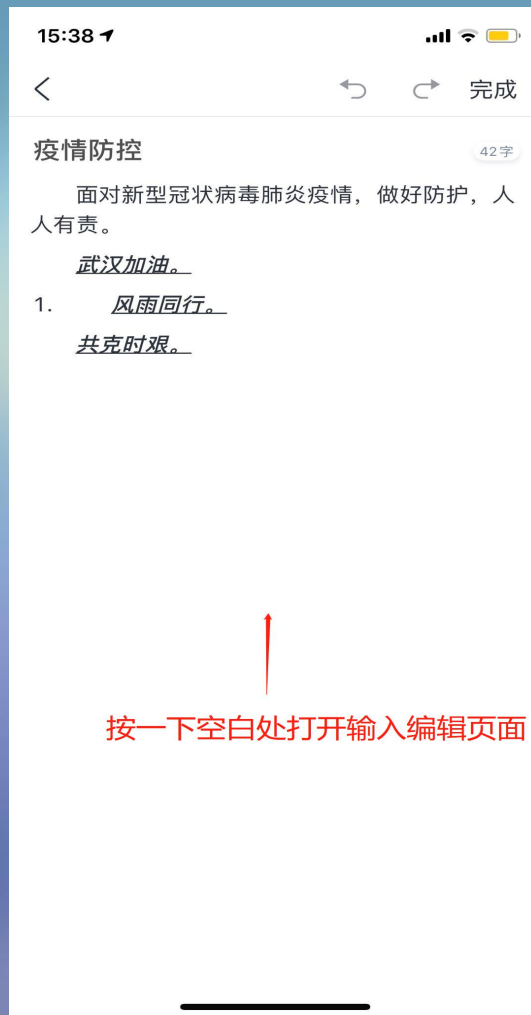 15:38
完成
疫情防控
42字
面对新型冠状病毒肺炎疫情，做好防护，人
人有责。
武汉加油。
1. 风雨同行。
共克时艰。
按一下空白处打开输入编辑页面